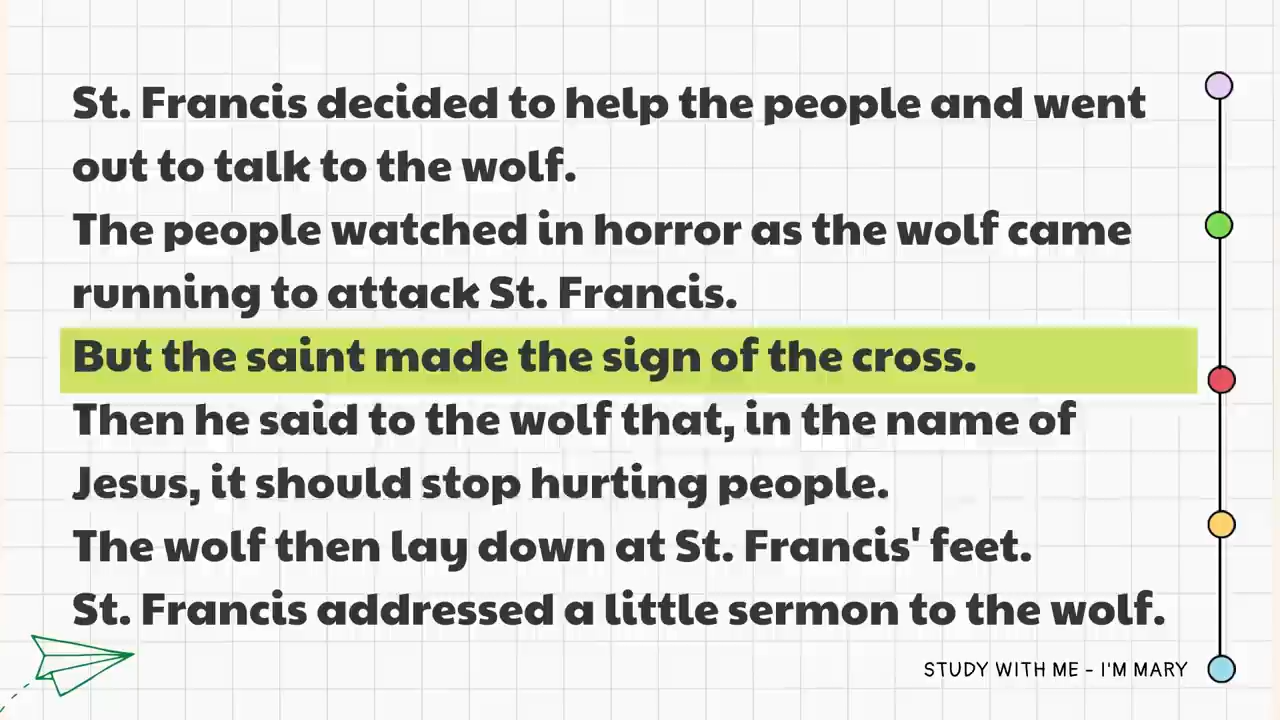 St. Francis decided to help the people and went
out to talk to the wolf.
The people watched in horror as the wolf came
running to attack St. Francis.
But the saint made the sign of the cross.
Then he said to the wolf that, in the name of
Jesus, it should stop hurting people.
The wolf then lay down at St. Francis' feet.
St. Francis addressed a little sermon to the wolf.
STUDY WITH ME - I'M MARY